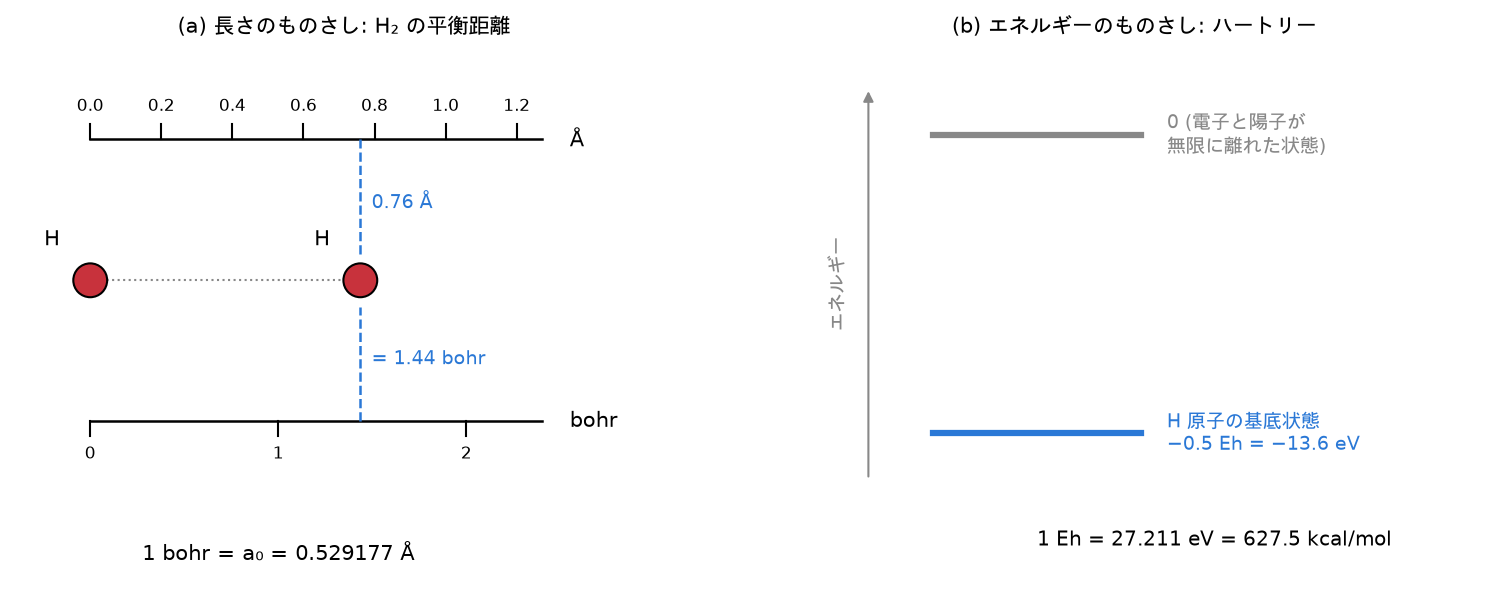 (a) 長さのものさし: H₂ の平衡距離
0.0 0.2 0.4 0.6 0.8 1.0 1.2
Å
0.76 Å
H H
= 1.44 bohr
bohr
0 1 2
1 bohr = a₀ = 0.529177 Å
(b) エネルギーのものさし: ハートリー
エネルギー
0 (電子と陽子が
無限に離れた状態)
H 原子の基底状態
−0.5 Eh = −13.6 eV
1 Eh = 27.211 eV = 627.5 kcal/mol